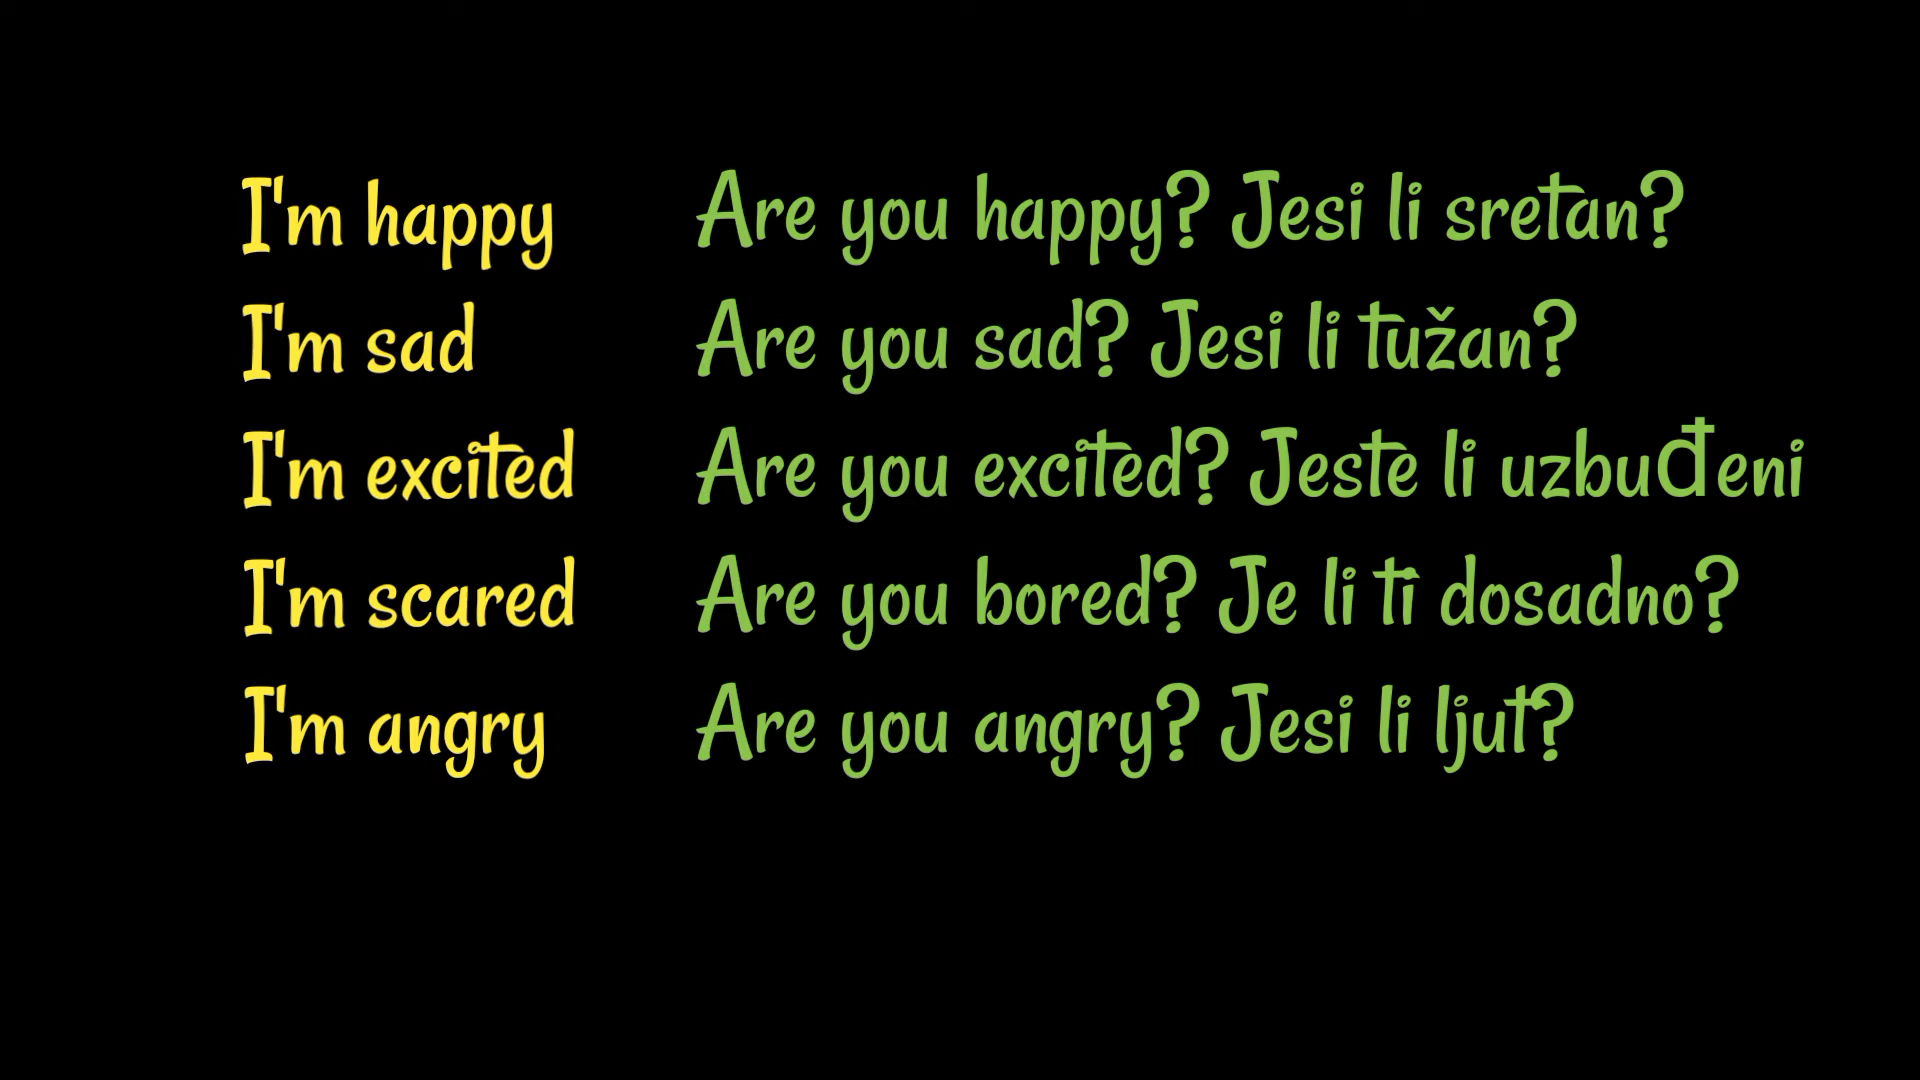 I'm happy Are you happy? Jesi li sretan?
I'm sad Are you sad? Jesi li tužan?
I'm excited Are you excited? Jeste li uzbuđeni
I'm scared Are you bored? Je li ti dosadno?
I'm angry Are you angry? Jesi li ljut?